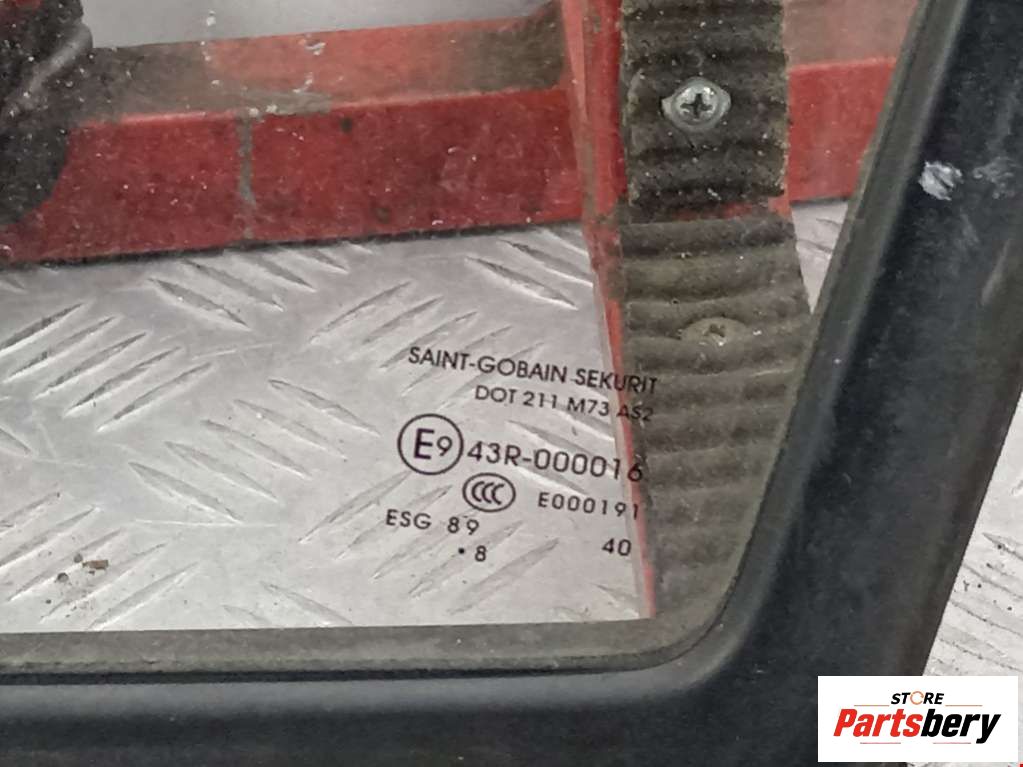 SAINT-GOBAIN SEKURIT
DOT 211 M73 AS2
E9 43R-000016
CCC E000191
ESG 89
•8 40
STORE
Partsbery